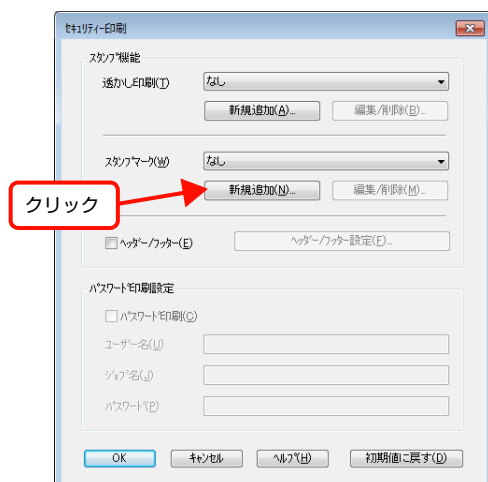 ｾｷｭﾘﾃｨｰ印刷
ｽﾀﾝﾌﾟ機能
透かし印刷(T)
なし
新規追加(A)...
編集/削除(B)...
ｽﾀﾝﾌﾟﾏｰｸ(W)
なし
新規追加(N)...
編集/削除(M)...
クリック
ﾍｯﾀﾞｰ/ﾌｯﾀｰ(E)
ﾍｯﾀﾞｰ/ﾌｯﾀｰ設定(F)...
ﾊﾟｽﾜｰﾄﾞ印刷設定
ﾊﾟｽﾜｰﾄﾞ印刷(C)
ﾕｰｻﾞｰ名(U)
ｼﾞｮﾌﾞ名(J)
ﾊﾟｽﾜｰﾄﾞ(P)
OK
ｷｬﾝｾﾙ
ﾍﾙﾌﾟ(H)
初期値に戻す(D)